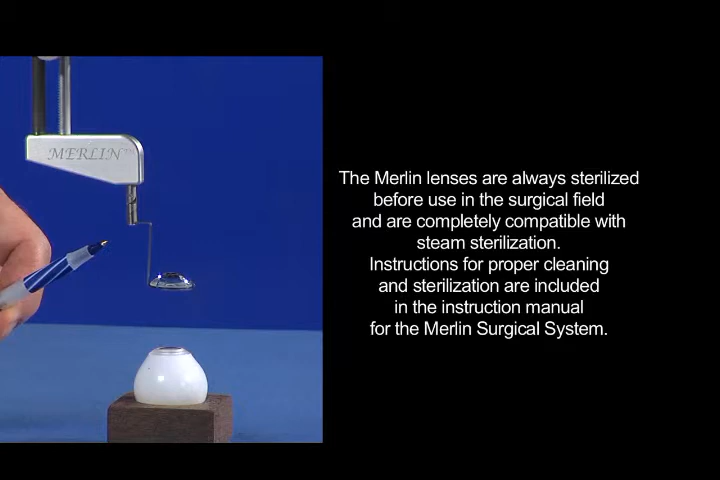 MERLIN™
The Merlin lenses are always sterilized
before use in the surgical field
and are completely compatible with
steam sterilization.
Instructions for proper cleaning
and sterilization are included
in the instruction manual
for the Merlin Surgical System.